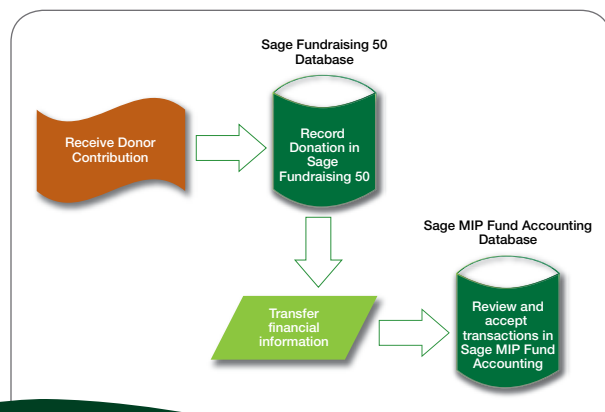 Sage Fundraising 50
Database
Receive Donor
Contribution
Record
Donation in
Sage
Fundraising 50
Sage MIP Fund Accounting
Database
Transfer
financial
information
Review and
accept
transactions in
Sage MIP Fund
Accounting